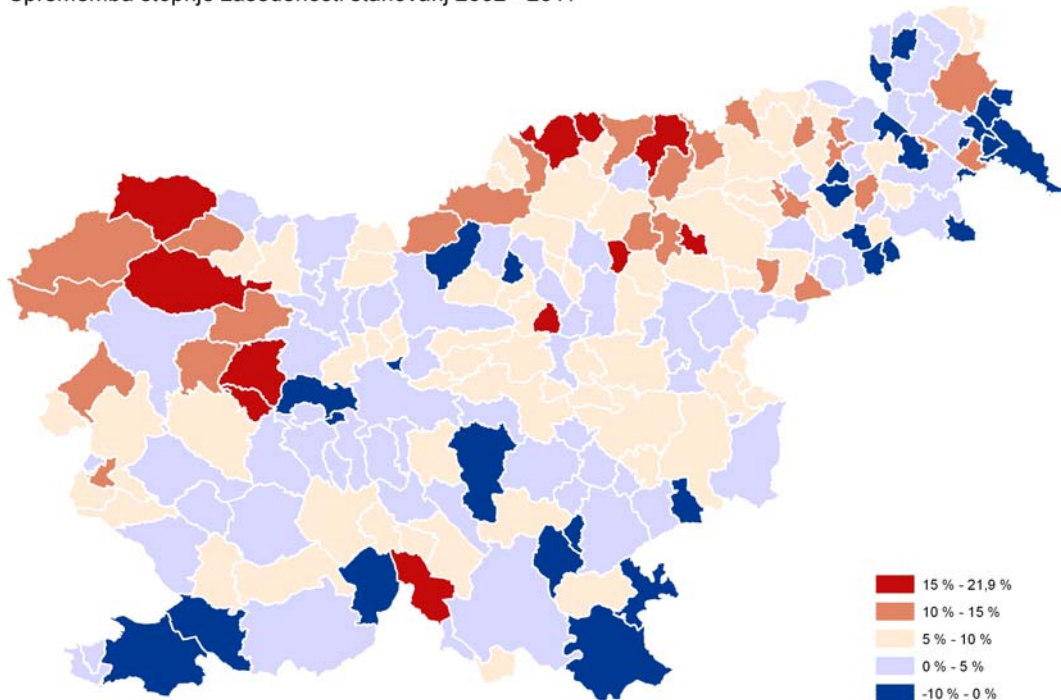 Sprememba stopnje zasedenosti stanovanj 2002 - 2011
15 % - 21,9 %
10 % - 15 %
5 % - 10 %
0 % - 5 %
-10 % - 0 %